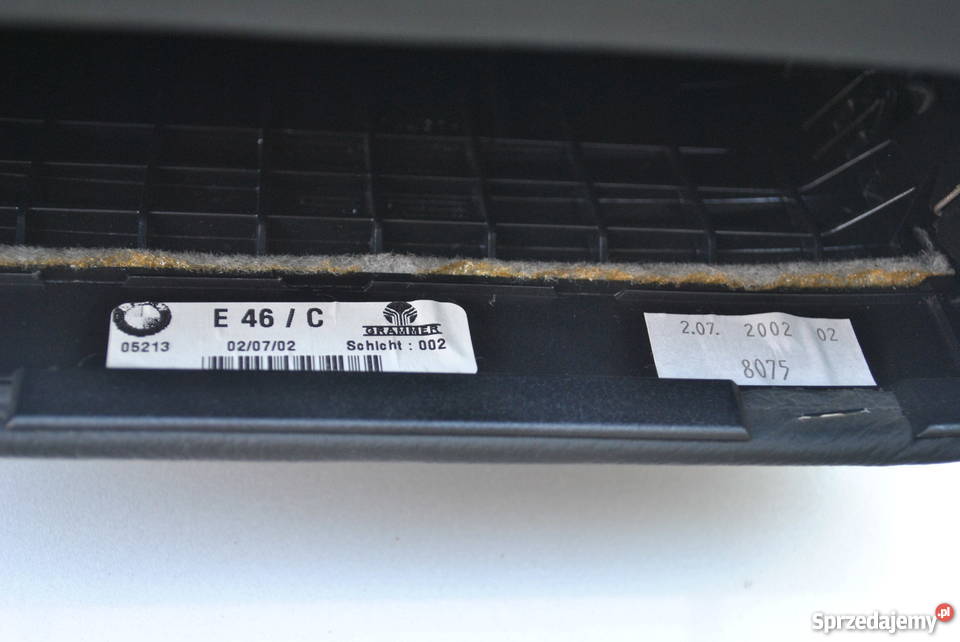 E 46 / C
GRAMMER
05213
02/07/02
Schicht : 002
2.07. 2002 02
8075
Sprzedajemy.pl